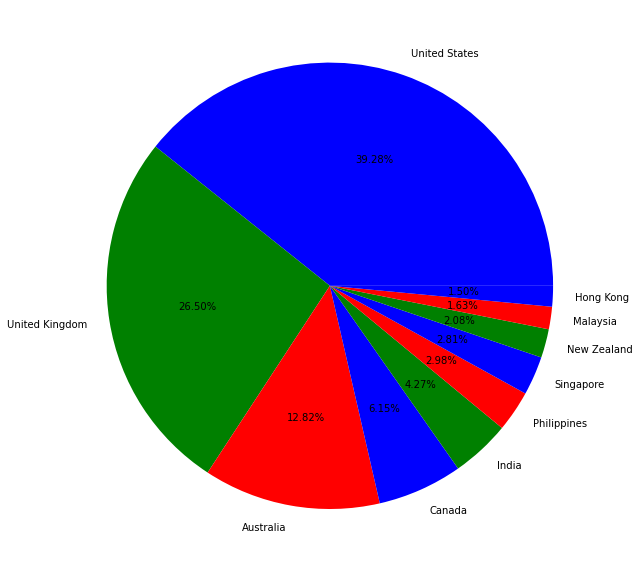 United States
39.28%
United Kingdom
26.50%
Australia
12.82%
Canada
6.15%
India
4.27%
Philippines
2.98%
Singapore
2.81%
New Zealand
2.08%
Malaysia
1.63%
Hong Kong
1.50%